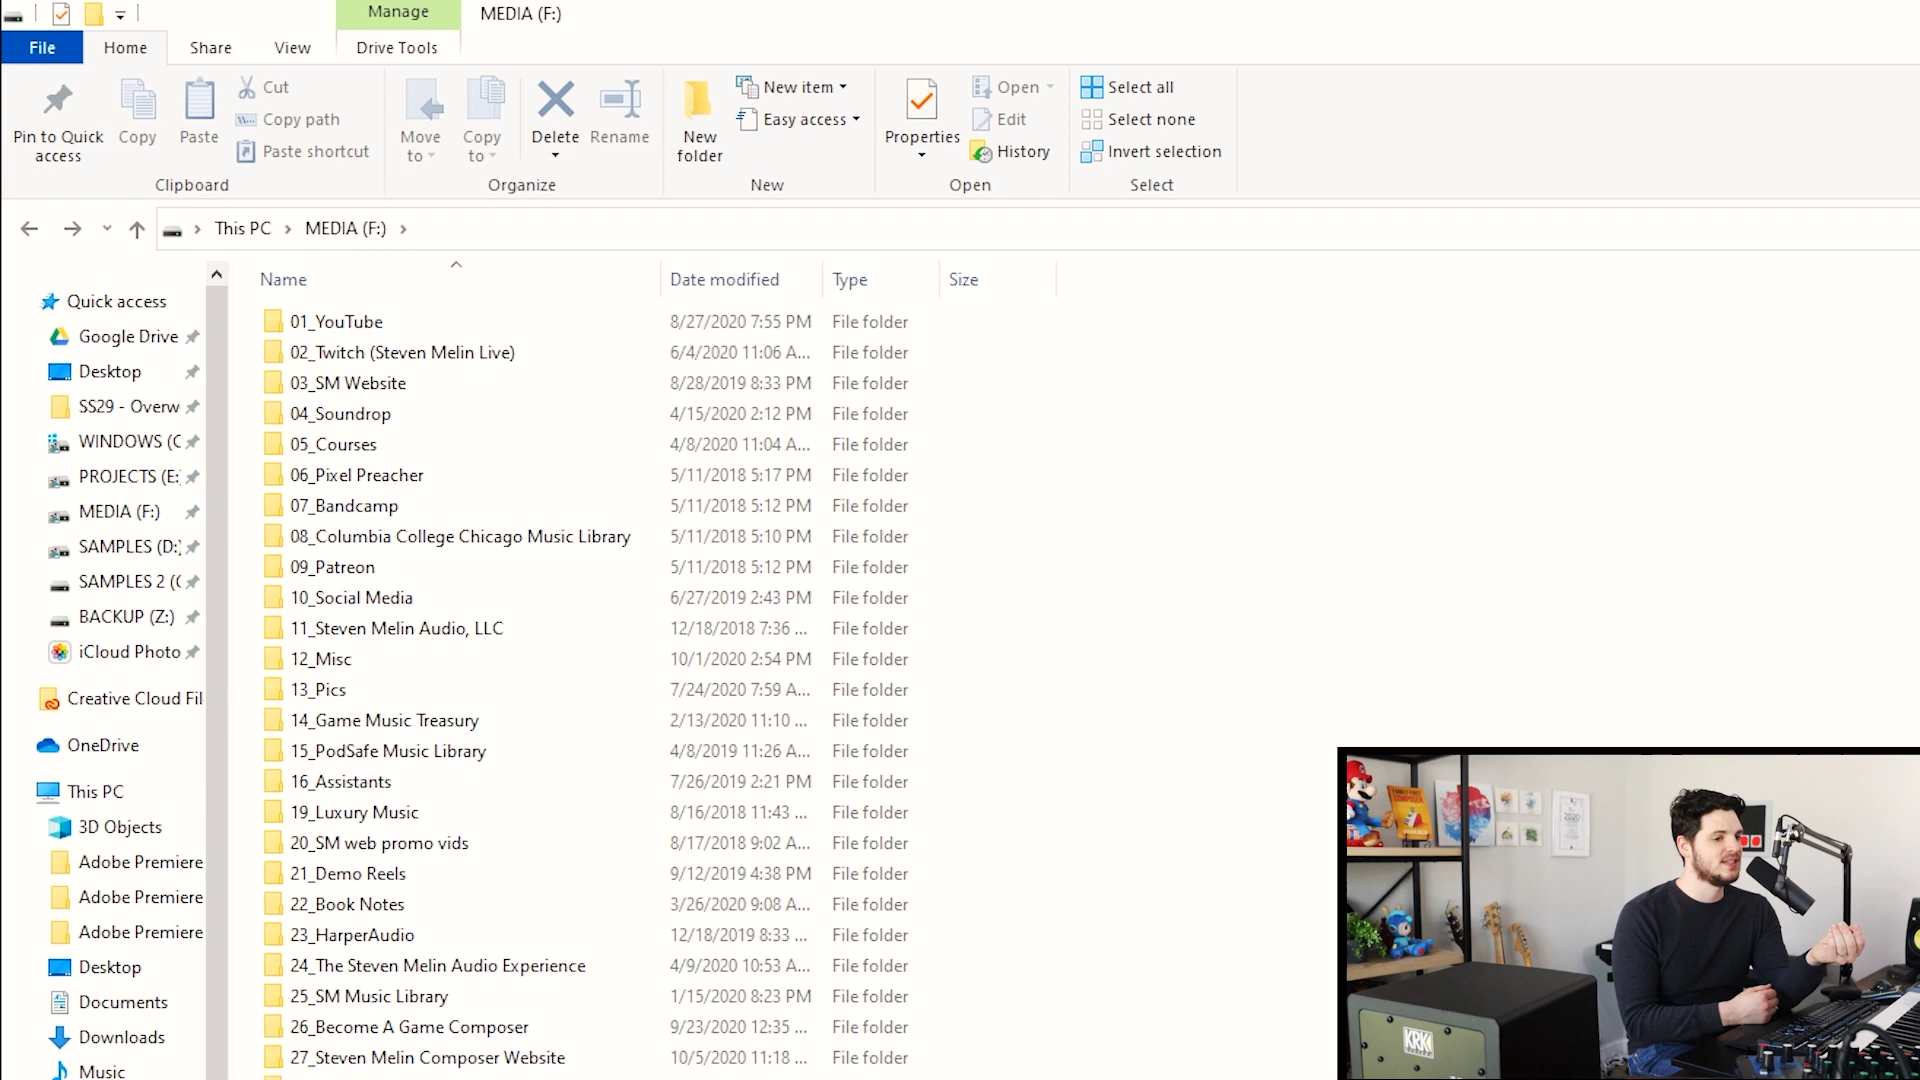 Manage
MEDIA (F:)
File
Home
Share
View
Drive Tools
Pin to Quick access
Copy
Paste
Cut
Copy path
Paste shortcut
Clipboard
Move to
Copy to
Delete
Rename
Organize
New folder
New item
Easy access
New
Properties
Open
Edit
History
Open
Select all
Select none
Invert selection
Select
This PC
MEDIA (F:)
Name
Date modified
Type
Size
Quick access
Google Drive
Desktop
SS29 - Overw
WINDOWS (C
PROJECTS (E:
MEDIA (F:)
SAMPLES (D:
SAMPLES 2 (
BACKUP (Z:)
iCloud Photo
Creative Cloud Fil
OneDrive
This PC
3D Objects
Adobe Premiere
Adobe Premiere
Adobe Premiere
Desktop
Documents
Downloads
Music
01_YouTube 8/27/2020 7:55 PM File folder
02_Twitch (Steven Melin Live) 6/4/2020 11:06 A... File folder
03_SM Website 8/28/2019 8:33 PM File folder
04_Soundrop 4/15/2020 2:12 PM File folder
05_Courses 4/8/2020 11:04 A... File folder
06_Pixel Preacher 5/11/2018 5:17 PM File folder
07_Bandcamp 5/11/2018 5:12 PM File folder
08_Columbia College Chicago Music Library 5/11/2018 5:10 PM File folder
09_Patreon 5/11/2018 5:12 PM File folder
10_Social Media 6/27/2019 2:43 PM File folder
11_Steven Melin Audio, LLC 12/18/2018 7:36 ... File folder
12_Misc 10/1/2020 2:54 PM File folder
13_Pics 7/24/2020 7:59 A... File folder
14_Game Music Treasury 2/13/2020 11:10 ... File folder
15_PodSafe Music Library 4/8/2019 11:26 A... File folder
16_Assistants 7/26/2019 2:21 PM File folder
19_Luxury Music 8/16/2018 11:43 ... File folder
20_SM web promo vids 8/17/2018 9:02 A... File folder
21_Demo Reels 9/12/2019 4:38 PM File folder
22_Book Notes 3/26/2020 9:08 A... File folder
23_HarperAudio 12/18/2019 8:33 ... File folder
24_The Steven Melin Audio Experience 4/9/2020 10:53 A... File folder
25_SM Music Library 1/15/2020 8:23 PM File folder
26_Become A Game Composer 9/23/2020 12:35 ... File folder
27_Steven Melin Composer Website 10/5/2020 11:18 ... File folder
FAMILY-FIRST
COMPOSER
2020
KRK